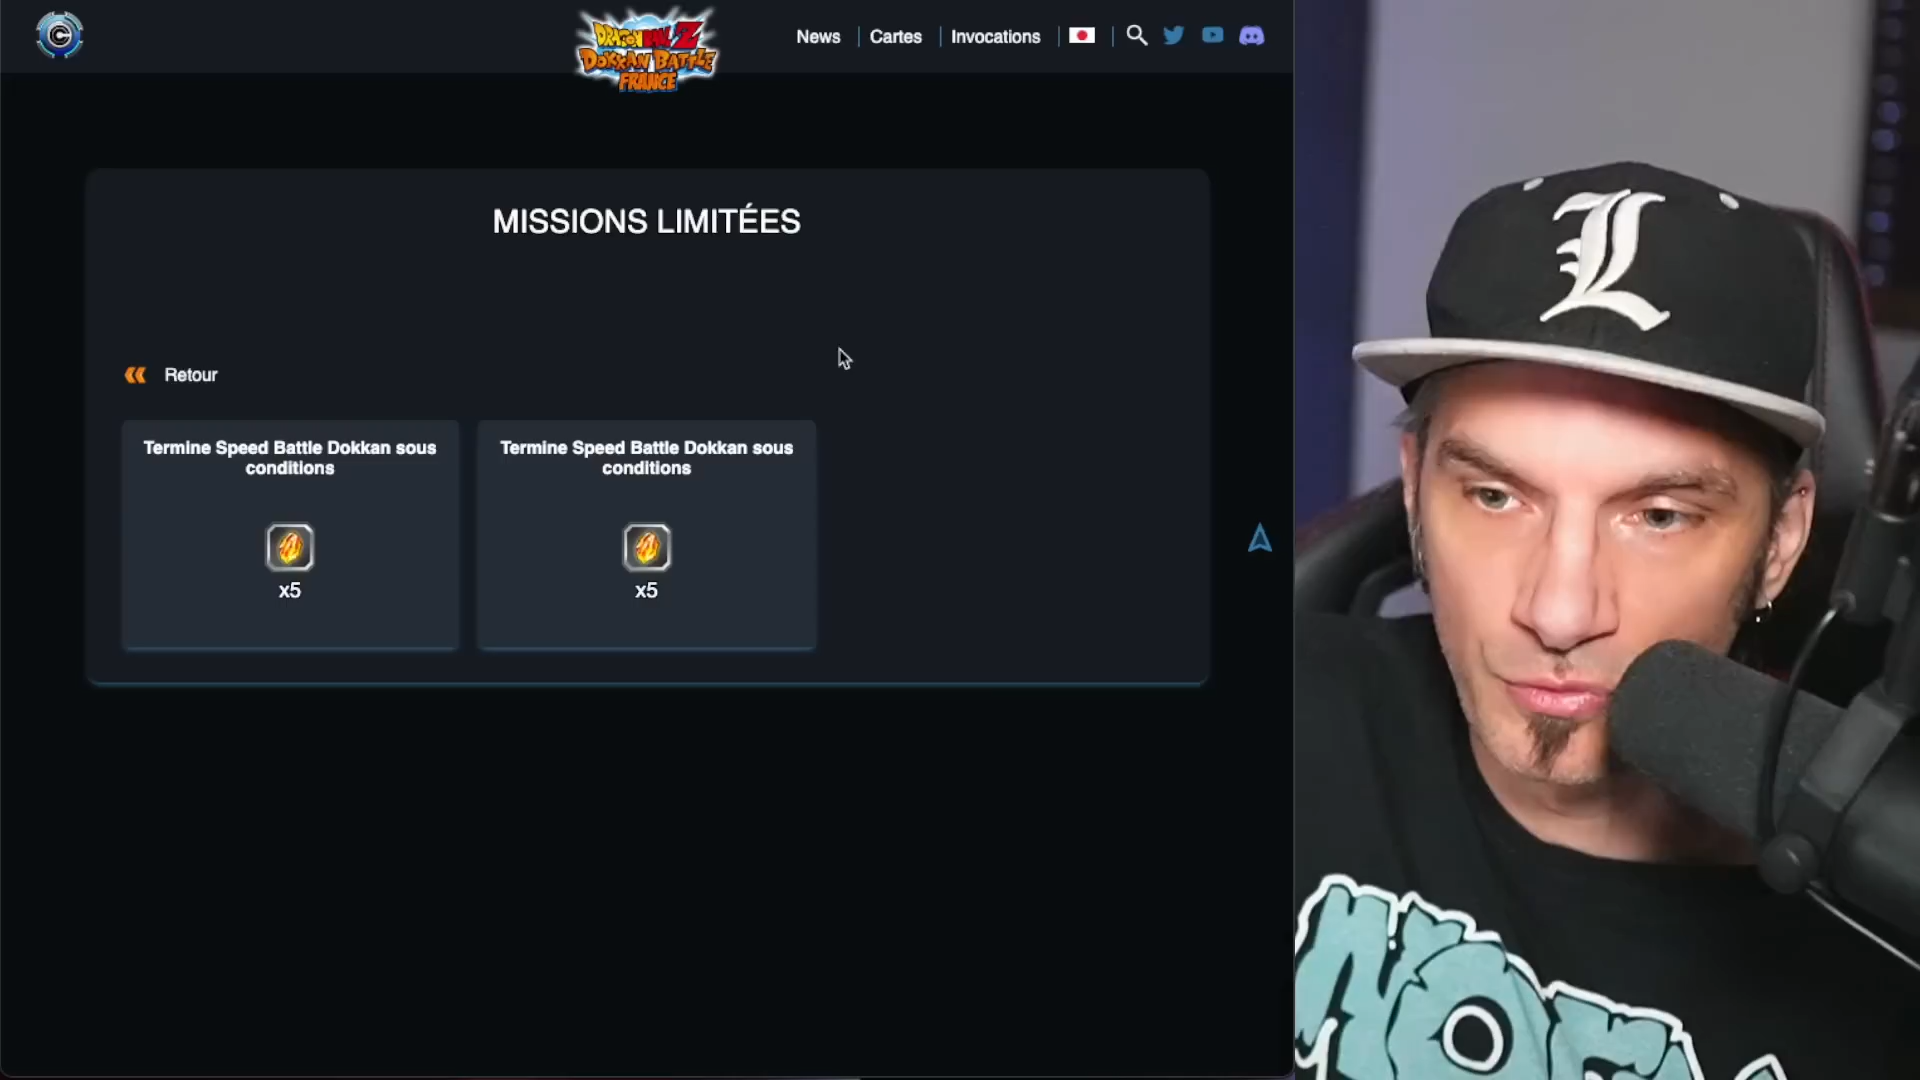 DRAGON BALL Z
DOKKAN BATTLE
FRANCE
News
Cartes
Invocations
MISSIONS LIMITÉES
Retour
Termine Speed Battle Dokkan sous
conditions
x5
Termine Speed Battle Dokkan sous
conditions
x5
L